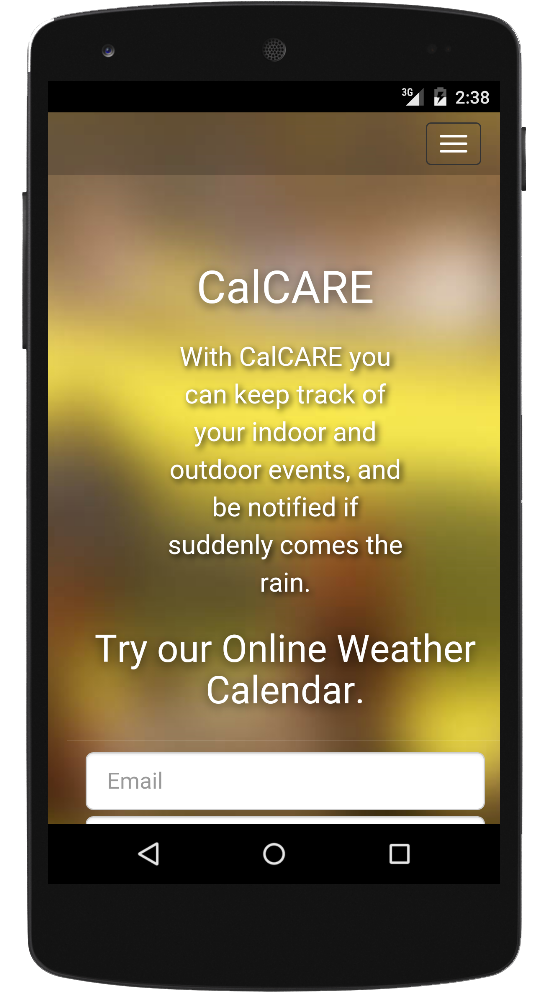 3G 2:38
CalCARE
With CalCARE you
can keep track of
your indoor and
outdoor events, and
be notified if
suddenly comes the
rain.
Try our Online Weather
Calendar.
Email